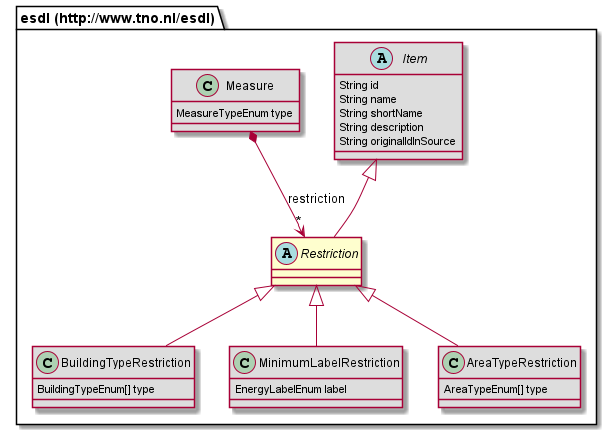 esdl (http://www.tno.nl/esdl)
A Item
String id
String name
String shortName
String description
String originalIdInSource
C Measure
MeasureTypeEnum type
restriction
*
A Restriction
C BuildingTypeRestriction
BuildingTypeEnum[] type
C MinimumLabelRestriction
EnergyLabelEnum label
C AreaTypeRestriction
AreaTypeEnum[] type